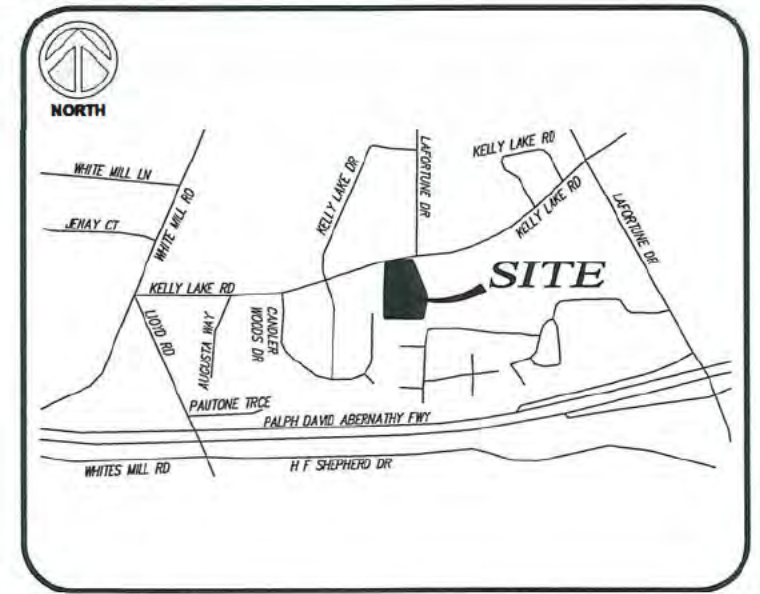 NORTH
KELLY LAKE RD
WHITE MILL LN
WHITE MILL RD
LAFORTUNE DR
KELLY LAKE DR
KELLY LAKE RD
LAFORTUNE DR
JENAY CT
SITE
KELLY LAKE RD
LIOYD RD
AUGUSTA WAY
CANDLER
WOODS DR
PAUTONE TRCE
PALPH DAVID ABERNATHY FWY
WHITES MILL RD
H F SHEPHERD DR